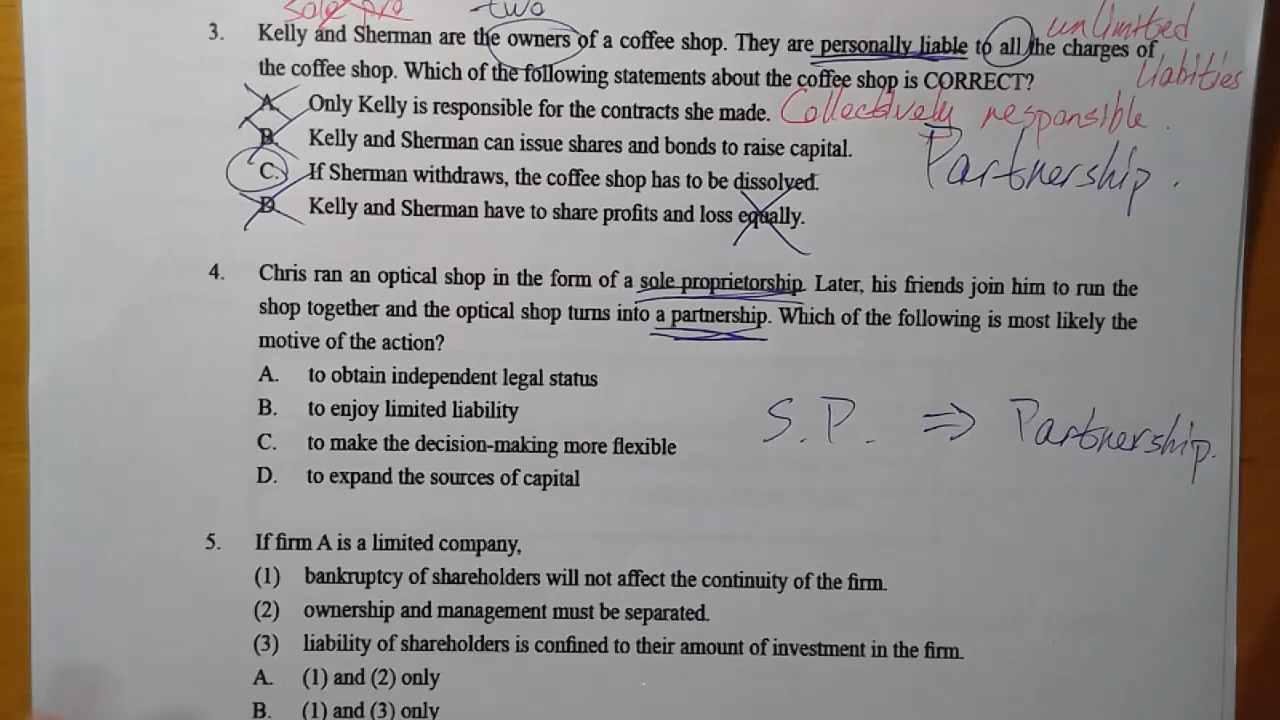 Sole pro two
3. Kelly and Sherman are the owners of a coffee shop. They are personally liable to all the charges of unlimited
the coffee shop. Which of the following statements about the coffee shop is CORRECT? liabities
A. Only Kelly is responsible for the contracts she made. Collectively responsible.
B. Kelly and Sherman can issue shares and bonds to raise capital. Partnership.
C. If Sherman withdraws, the coffee shop has to be dissolved.
D. Kelly and Sherman have to share profits and loss equally.
4. Chris ran an optical shop in the form of a sole proprietorship. Later, his friends join him to run the
shop together and the optical shop turns into a partnership. Which of the following is most likely the
motive of the action?
A. to obtain independent legal status
B. to enjoy limited liability
C. to make the decision-making more flexible
S.P. ⇒ Partnership.
D. to expand the sources of capital
5. If firm A is a limited company,
(1) bankruptcy of shareholders will not affect the continuity of the firm.
(2) ownership and management must be separated.
(3) liability of shareholders is confined to their amount of investment in the firm.
A. (1) and (2) only
B. (1) and (3) only